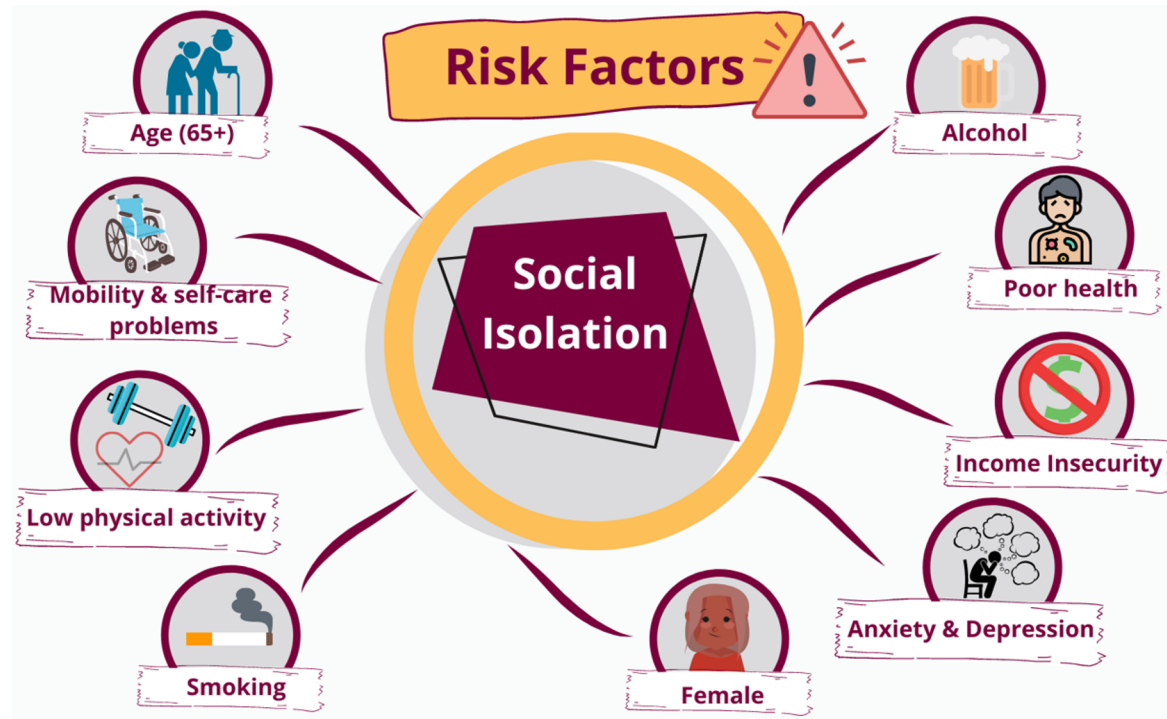 Risk Factors
Age (65+)
Alcohol
Mobility & self-care
problems
Poor health
Social
Isolation
Low physical activity
Income Insecurity
Smoking
Anxiety & Depression
Female